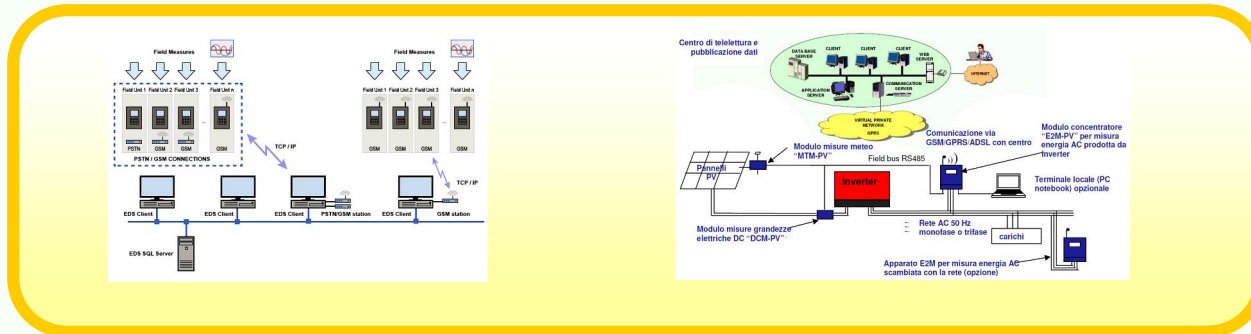 Field Measures
Field Unit 1 Field Unit 2 Field Unit 3 Field Unit n
...
PSTN GSM GSM GSM
PSTN / GSM CONNECTIONS
TCP / IP
EDS Client EDS Client EDS Client
PSTN/GSM station
EDS SQL Server
Field Measures
Field Unit 1 Field Unit 2 Field Unit 3 Field Unit n
...
GSM GSM GSM GSM
TCP / IP
EDS Client
GSM station
Centro di telelettura e
pubblicazione dati
DATA BASE
SERVER
CLIENT CLIENT CLIENT
WEB
SERVER
INTERNET
APPLICATION
SERVER
COMMUNICATION
SERVER
VIRTUAL PRIVATE
NETWORK
GPRS
Comunicazione via
GSM/GPRS/ADSL con centro
Modulo concentratore
"E2M-PV" per misura
energia AC prodotta da
Inverter
Modulo misure meteo
"MTM-PV"
Field bus RS485
Pannelli
PV
Inverter
Terminale locale (PC
notebook) opzionale
Modulo misure grandezze
elettriche DC "DCM-PV"
Rete AC 50 Hz
monofase o trifase
carichi
Apparato E2M per misura energia AC
scambiata con la rete (opzione)